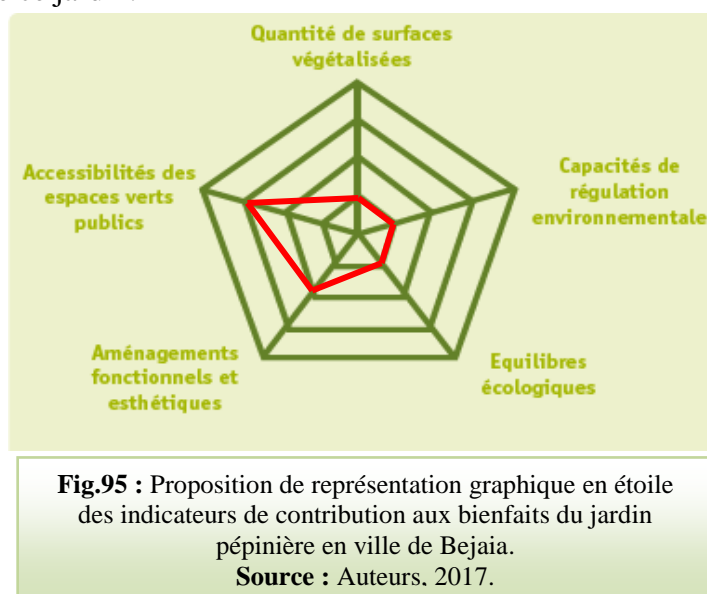 Quantité de surfaces
végétalisées
Accessibilités des
espaces verts
publics
Capacités de
régulation
environnementale
Aménagements
fonctionnels et
esthétiques
Equilibres
écologiques
Fig.95 : Proposition de représentation graphique en étoile
des indicateurs de contribution aux bienfaits du jardin
pépinière en ville de Bejaia.
Source : Auteurs, 2017.